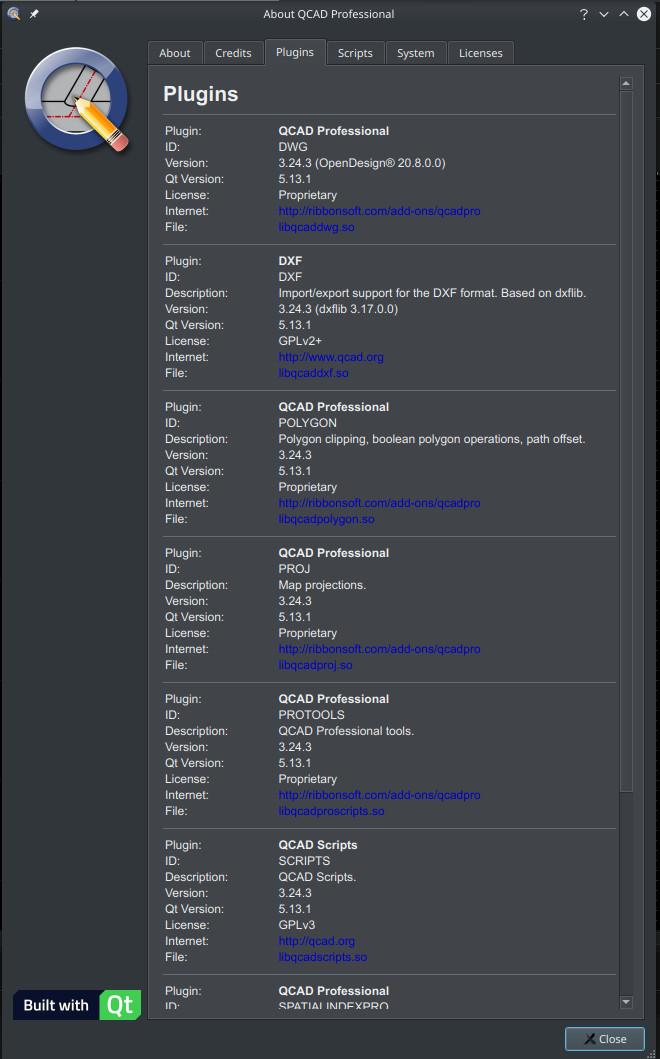 About QCAD Professional
About Credits Plugins Scripts System Licenses
Plugins
Plugin: QCAD Professional
ID: DWG
Version: 3.24.3 (OpenDesign® 20.8.0.0)
Qt Version: 5.13.1
License: Proprietary
Internet: http://ribbonsoft.com/add-ons/qcadpro
File: libqcaddwg.so
Plugin: DXF
ID: DXF
Description: Import/export support for the DXF format. Based on dxflib.
Version: 3.24.3 (dxflib 3.17.0.0)
Qt Version: 5.13.1
License: GPLv2+
Internet: http://www.qcad.org
File: libqcaddxf.so
Plugin: QCAD Professional
ID: POLYGON
Description: Polygon clipping, boolean polygon operations, path offset.
Version: 3.24.3
Qt Version: 5.13.1
License: Proprietary
Internet: http://ribbonsoft.com/add-ons/qcadpro
File: libqcadpolygon.so
Plugin: QCAD Professional
ID: PROJ
Description: Map projections.
Version: 3.24.3
Qt Version: 5.13.1
License: Proprietary
Internet: http://ribbonsoft.com/add-ons/qcadpro
File: libqcadproj.so
Plugin: QCAD Professional
ID: PROTOOLS
Description: QCAD Professional tools.
Version: 3.24.3
Qt Version: 5.13.1
License: Proprietary
Internet: http://ribbonsoft.com/add-ons/qcadpro
File: libqcadproscripts.so
Plugin: QCAD Scripts
ID: SCRIPTS
Description: QCAD Scripts.
Version: 3.24.3
Qt Version: 5.13.1
License: GPLv3
Internet: http://qcad.org
File: libqcadscripts.so
Plugin: QCAD Professional
ID: SPATIALINDEXPRO
Built with Qt
Close